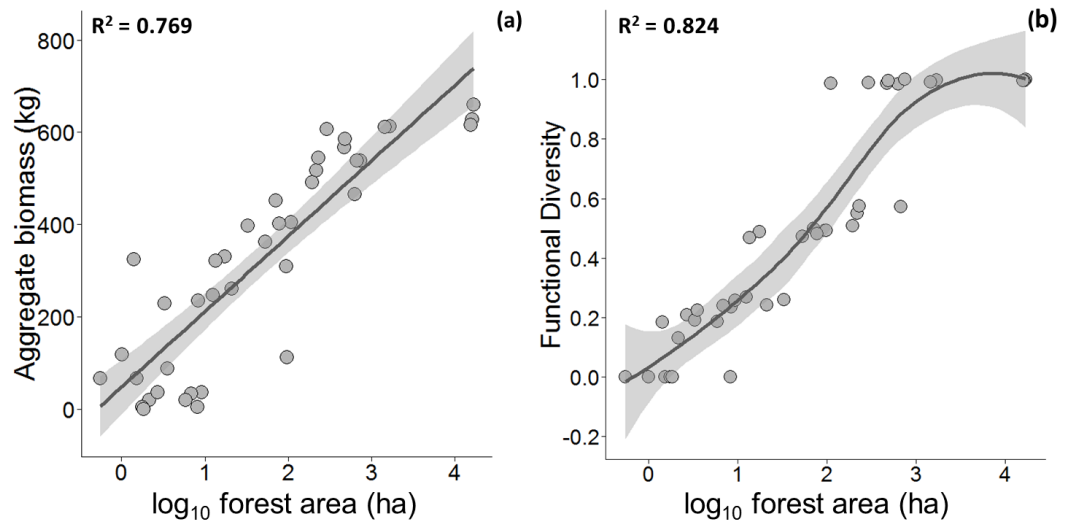 R² = 0.769
(a)
800
600
400
200
0
Aggregate biomass (kg)
0 1 2 3 4
log₁₀ forest area (ha)
R² = 0.824
(b)
1.0
0.8
0.6
0.4
0.2
0.0
-0.2
Functional Diversity
0 1 2 3 4
log₁₀ forest area (ha)